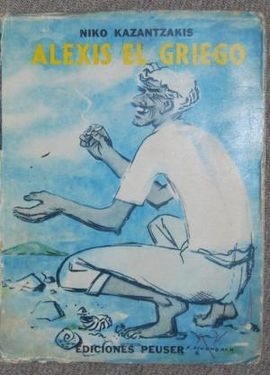 NIKO KAZANTZAKIS
ALEXIS EL GRIEGO
EDICIONES PEUSER